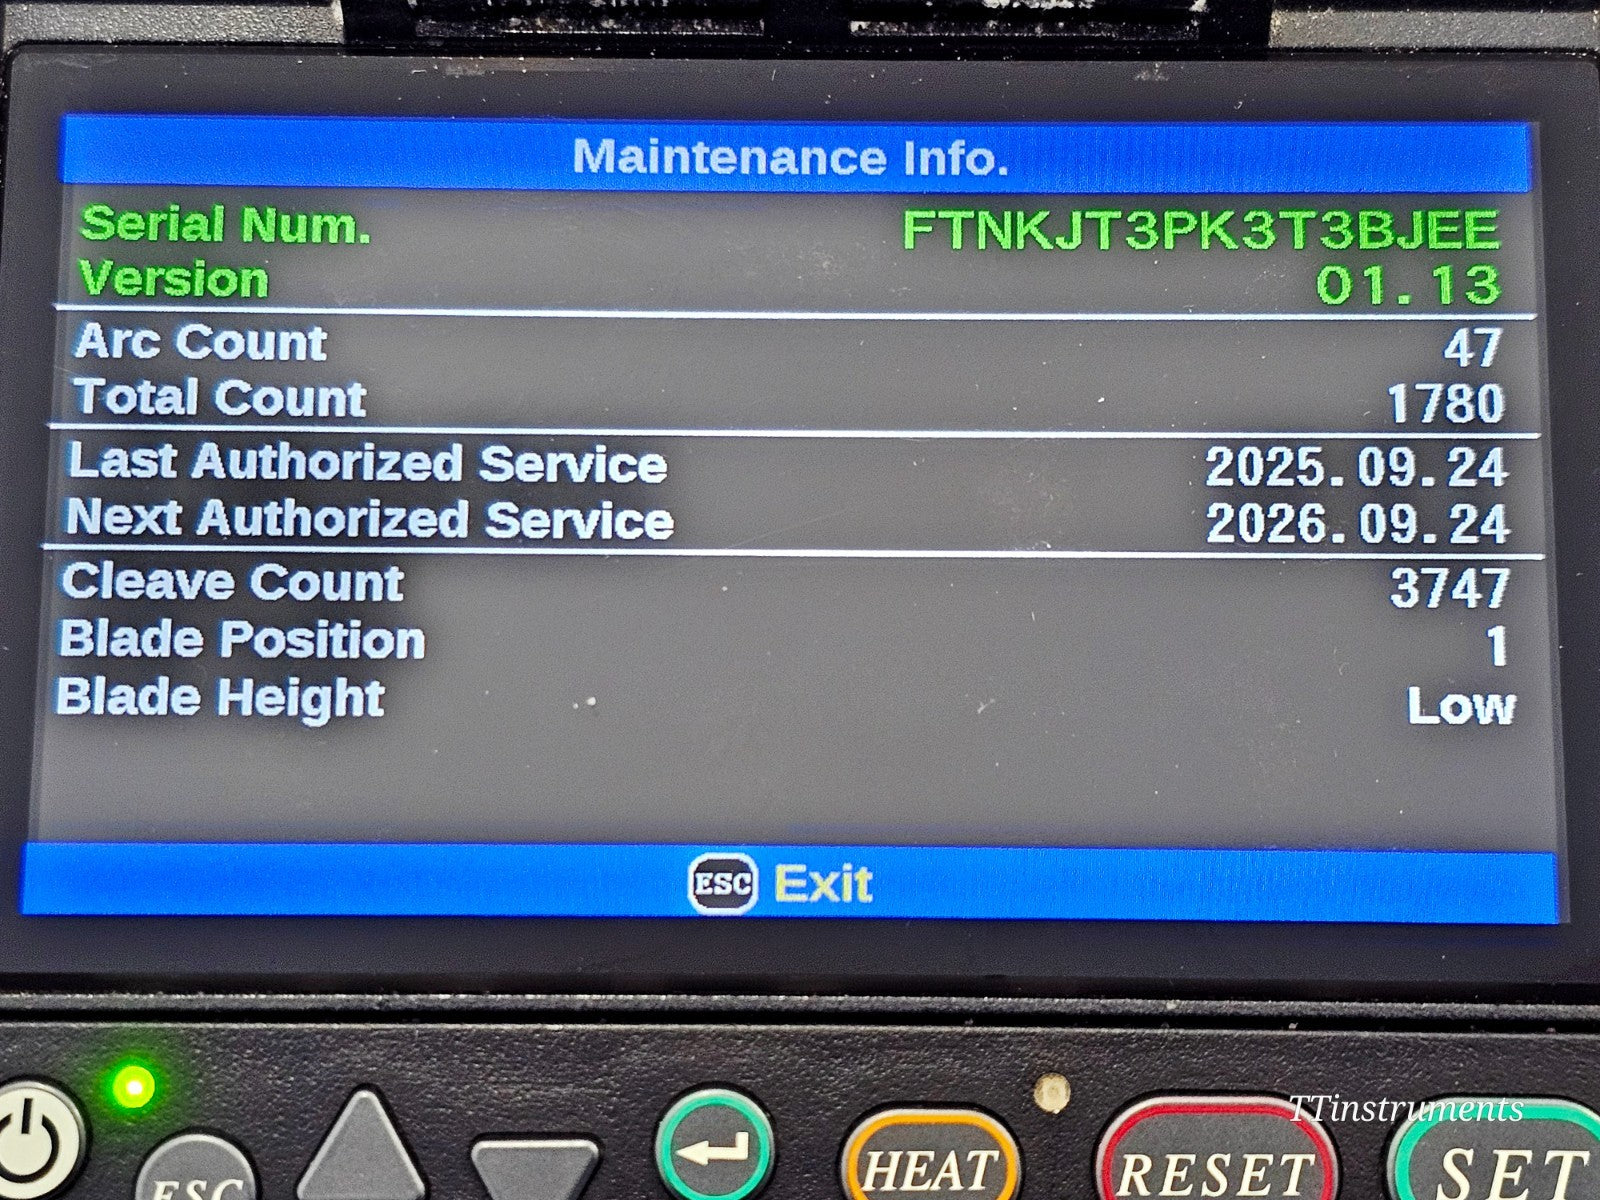 Maintenance Info.
Serial Num. FTNKJT3PK3T3BJEE
Version 01.13
Arc Count 47
Total Count 1780
Last Authorized Service 2025.09.24
Next Authorized Service 2026.09.24
Cleave Count 3747
Blade Position 1
Blade Height Low
ESC Exit
TTinstruments
ESC HEAT RESET SET